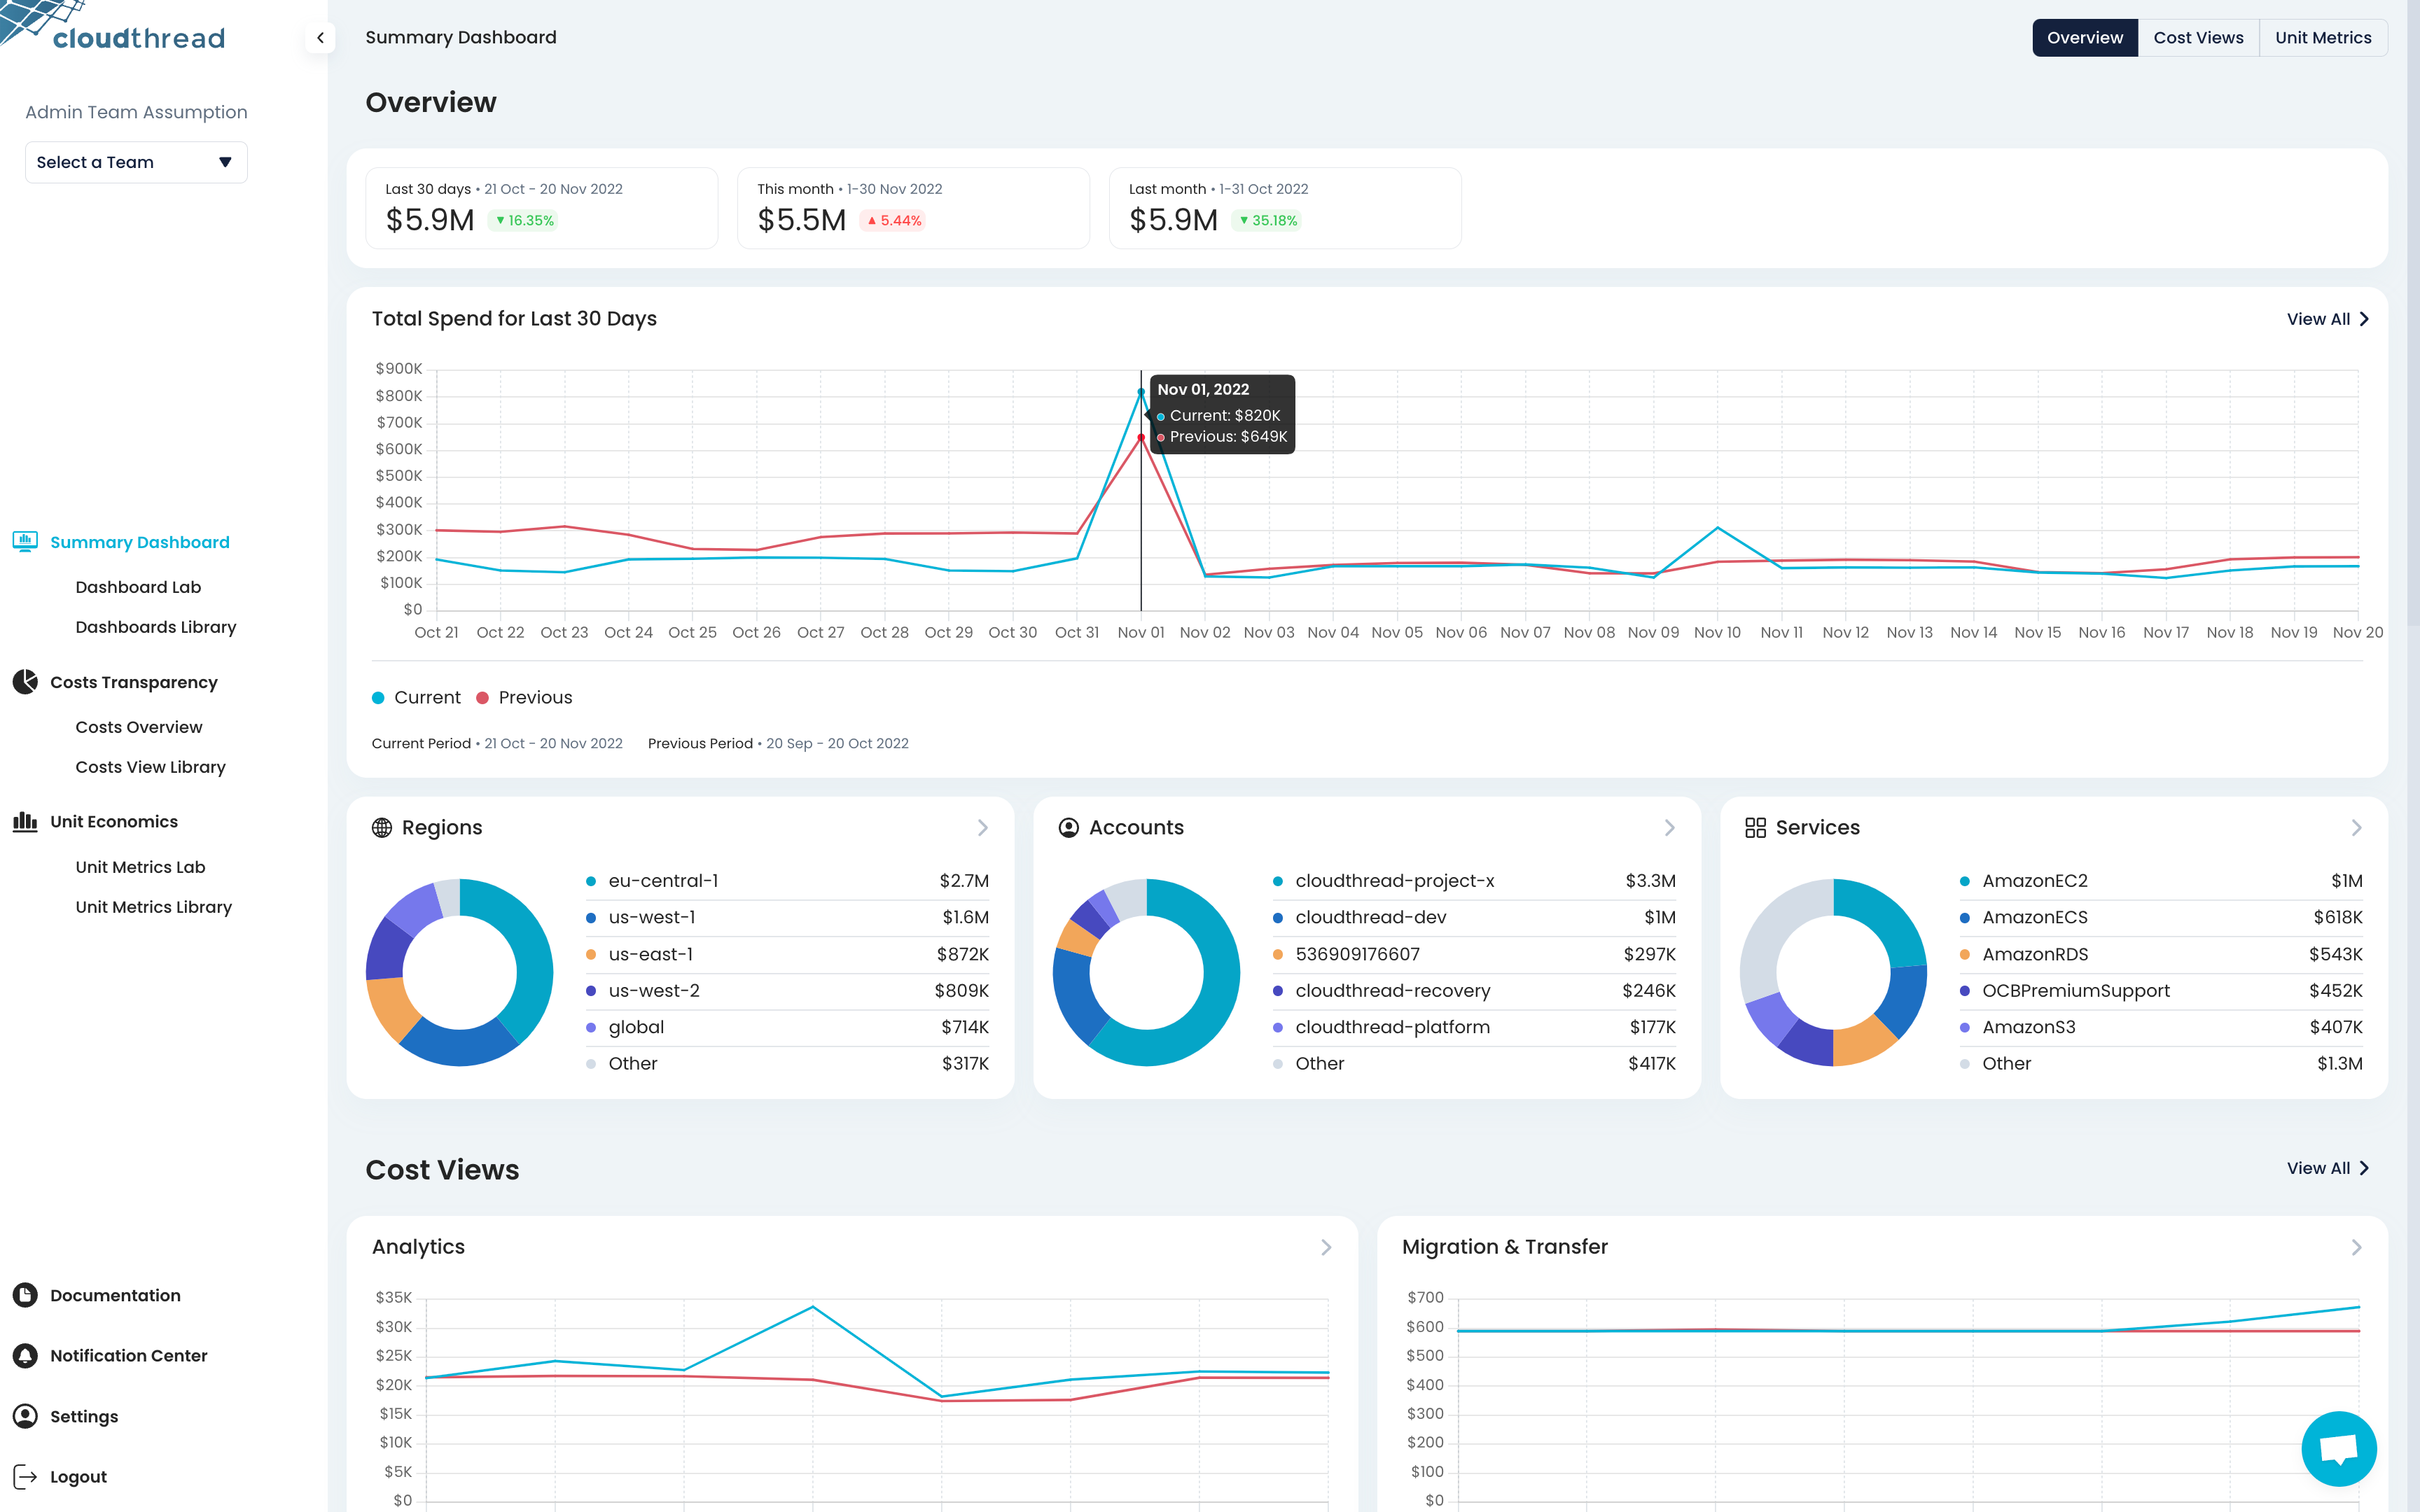 cloudthread
Admin Team Assumption
Select a Team
Summary Dashboard
Dashboard Lab
Dashboards Library
Costs Transparency
Costs Overview
Costs View Library
Unit Economics
Unit Metrics Lab
Unit Metrics Library
Documentation
Notification Center
Settings
Logout
Summary Dashboard
Overview Cost Views Unit Metrics
Overview
Last 30 days • 21 Oct - 20 Nov 2022
$5.9M ▼ 16.35%
This month • 1-30 Nov 2022
$5.5M ▲ 5.44%
Last month • 1-31 Oct 2022
$5.9M ▼ 35.18%
Total Spend for Last 30 Days
View All
$900K
$800K
$700K
$600K
$500K
$400K
$300K
$200K
$100K
$0
Nov 01, 2022
Current: $820K
Previous: $649K
Oct 21 Oct 22 Oct 23 Oct 24 Oct 25 Oct 26 Oct 27 Oct 28 Oct 29 Oct 30 Oct 31 Nov 01 Nov 02 Nov 03 Nov 04 Nov 05 Nov 06 Nov 07 Nov 08 Nov 09 Nov 10 Nov 11 Nov 12 Nov 13 Nov 14 Nov 15 Nov 16 Nov 17 Nov 18 Nov 19 Nov 20
Current Previous
Current Period • 21 Oct - 20 Nov 2022 Previous Period • 20 Sep - 20 Oct 2022
Regions
eu-central-1 $2.7M
us-west-1 $1.6M
us-east-1 $872K
us-west-2 $809K
global $714K
Other $317K
Accounts
cloudthread-project-x $3.3M
cloudthread-dev $1M
536909176607 $297K
cloudthread-recovery $246K
cloudthread-platform $177K
Other $417K
Services
AmazonEC2 $1M
AmazonECS $618K
AmazonRDS $543K
OCBPremiumSupport $452K
AmazonS3 $407K
Other $1.3M
Cost Views
View All
Analytics
$35K
$30K
$25K
$20K
$15K
$10K
$5K
$0
Migration & Transfer
$700
$600
$500
$400
$300
$200
$100
$0